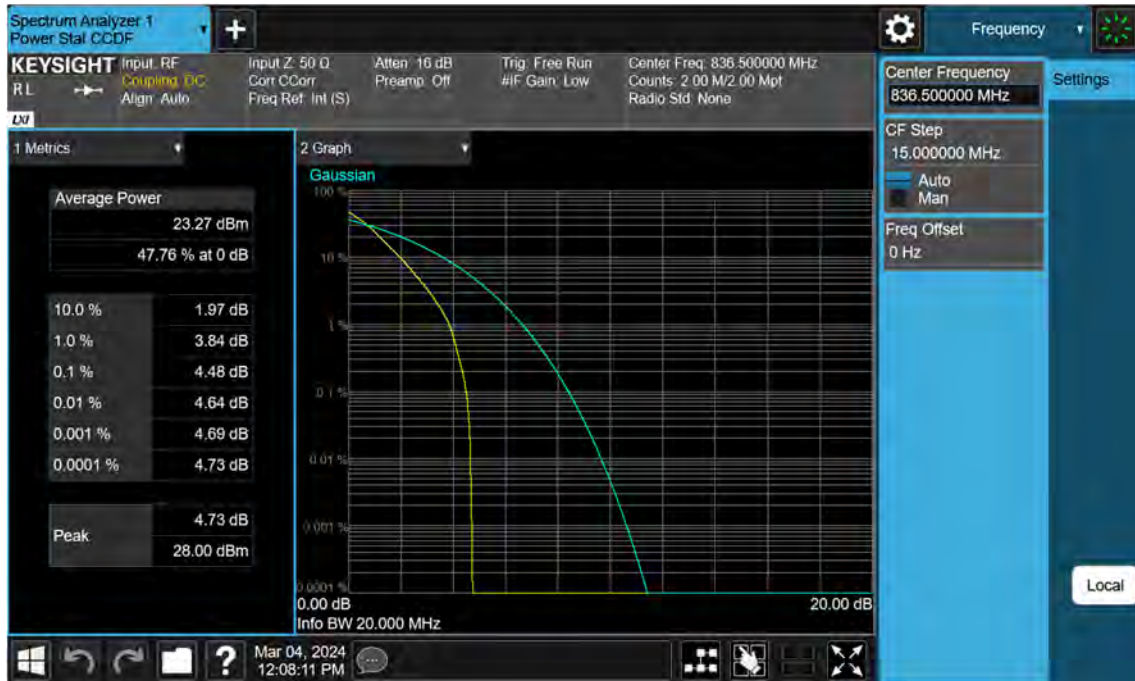 Spectrum Analyzer 1
Power Stat CCDF
+
Frequency
KEYSIGHT
RL
LXI
Input: RF
Coupling: DC
Align: Auto
Input Z: 50 Ω
Corr CCorr
Freq Ref: Int (S)
Atten: 16 dB
Preamp: Off
Trig: Free Run
#IF Gain: Low
Center Freq: 836.500000 MHz
Counts: 2.00 M/2.00 Mpt
Radio Std: None
Center Frequency
836.500000 MHz
Settings
CF Step
15.000000 MHz
Auto
Man
Freq Offset
0 Hz
1 Metrics
Average Power
23.27 dBm
47.76 % at 0 dB
10.0 % 1.97 dB
1.0 % 3.84 dB
0.1 % 4.48 dB
0.01 % 4.64 dB
0.001 % 4.69 dB
0.0001 % 4.73 dB
Peak
4.73 dB
28.00 dBm
2 Graph
Gaussian
100 %
10 %
1 %
0.1 %
0.01 %
0.001 %
0.0001 %
0.00 dB 20.00 dB
Info BW 20.000 MHz
Local
?
Mar 04, 2024
12:08:11 PM